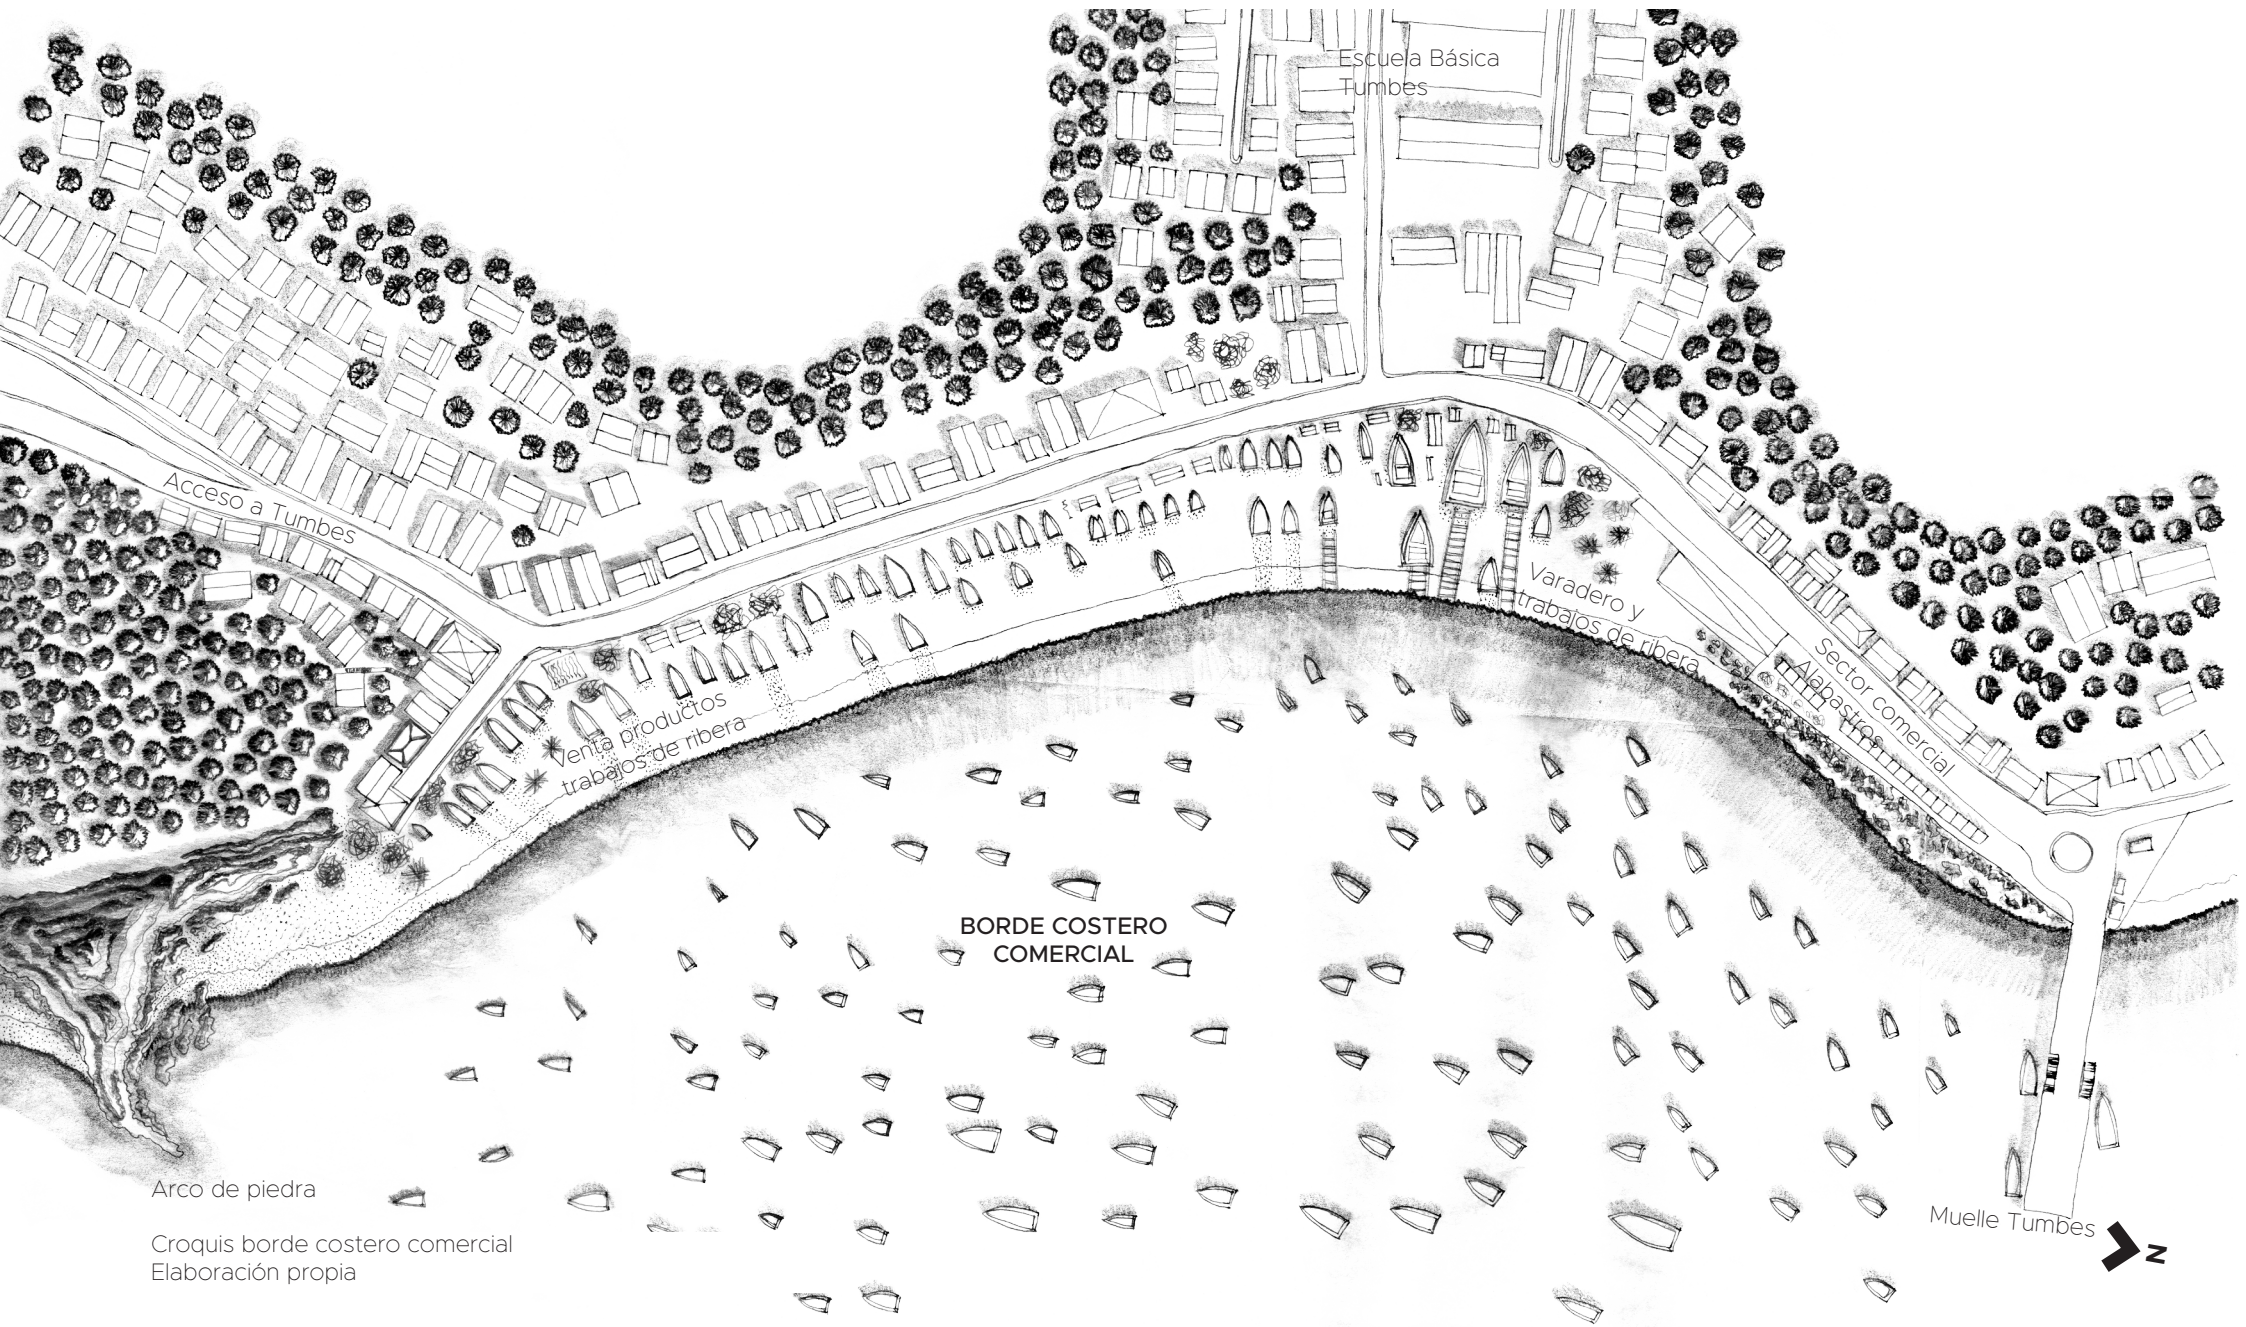 Escuela Básica
Tumbes
Acceso a Tumbes
Varadero y
trabajos de ribera
Sector comercial
Alabastros
Venta productos
trabajos de ribera
BORDE COSTERO
COMERCIAL
Arco de piedra
Muelle Tumbes
N
Croquis borde costero comercial
Elaboración propia